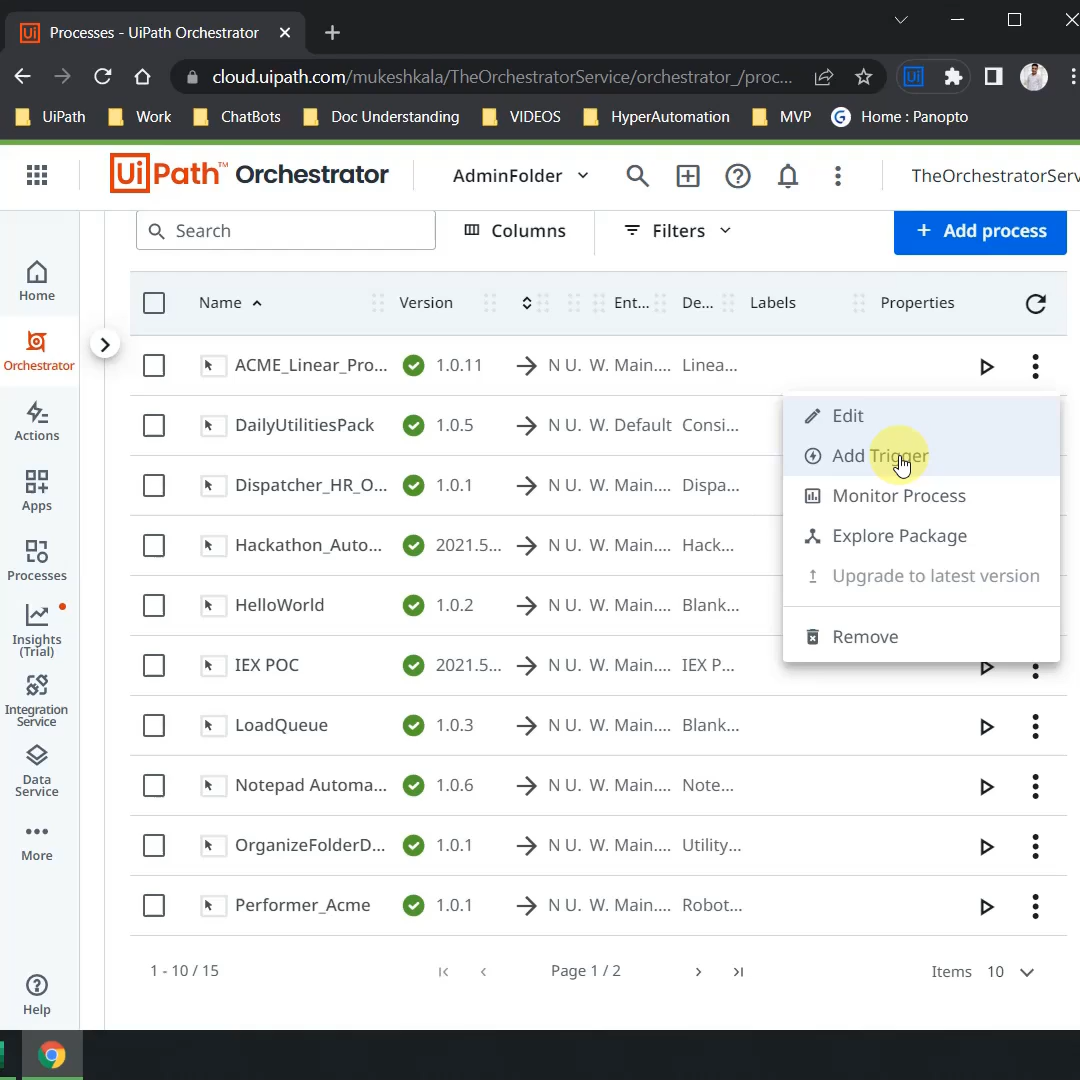 Ui Processes - UiPath Orchestrator
cloud.uipath.com/mukeshkala/TheOrchestratorService/orchestrator_/proc...
Ui
UiPath Work ChatBots Doc Understanding VIDEOS HyperAutomation MVP Home : Panopto
UiPath™ Orchestrator AdminFolder TheOrchestratorServ
Search Columns Filters + Add process
Home
Orchestrator
Actions
Apps
Processes
Insights
(Trial)
Integration
Service
Data
Service
More
Help
Name Version Ent... De... Labels Properties
ACME_Linear_Pro... 1.0.11 N U. W. Main.... Linea...
DailyUtilitiesPack 1.0.5 N U. W. Default Consi...
Dispatcher_HR_O... 1.0.1 N U. W. Main.... Dispa...
Hackathon_Auto... 2021.5... N U. W. Main.... Hack...
HelloWorld 1.0.2 N U. W. Main.... Blank...
IEX POC 2021.5... N U. W. Main.... IEX P...
LoadQueue 1.0.3 N U. W. Main.... Blank...
Notepad Automa... 1.0.6 N U. W. Main.... Note...
OrganizeFolderD... 1.0.1 N U. W. Main.... Utility...
Performer_Acme 1.0.1 N U. W. Main.... Robot...
Edit
Add Trigger
Monitor Process
Explore Package
Upgrade to latest version
Remove
1 - 10 / 15 Page 1 / 2 Items 10